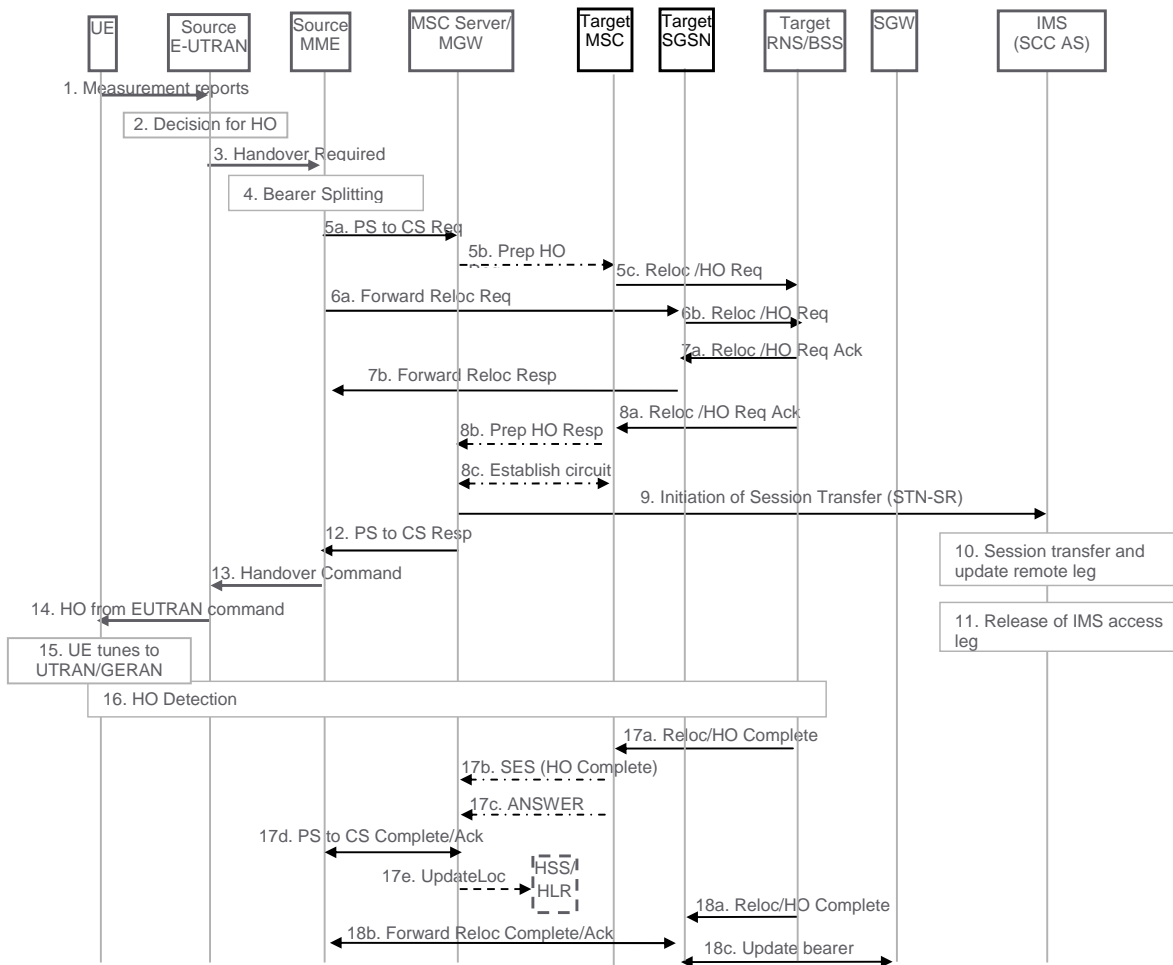 UE
Source
E-UTRAN
Source
MME
MSC Server/
MGW
Target
MSC
Target
SGSN
Target
RNS/BSS
SGW
IMS
(SCC AS)
1. Measurement reports
2. Decision for HO
3. Handover Required
4. Bearer Splitting
5a. PS to CS Req
5b. Prep HO
5c. Reloc /HO Req
6a. Forward Reloc Req
6b. Reloc /HO Req
7a. Reloc /HO Req Ack
7b. Forward Reloc Resp
8a. Reloc /HO Req Ack
8b. Prep HO Resp
8c. Establish circuit
9. Initiation of Session Transfer (STN-SR)
12. PS to CS Resp
10. Session transfer and
update remote leg
13. Handover Command
14. HO from EUTRAN command
11. Release of IMS access
leg
15. UE tunes to
UTRAN/GERAN
16. HO Detection
17a. Reloc/HO Complete
17b. SES (HO Complete)
17c. ANSWER
17d. PS to CS Complete/Ack
HSS/
HLR
17e. UpdateLoc
18a. Reloc/HO Complete
18b. Forward Reloc Complete/Ack
18c. Update bearer